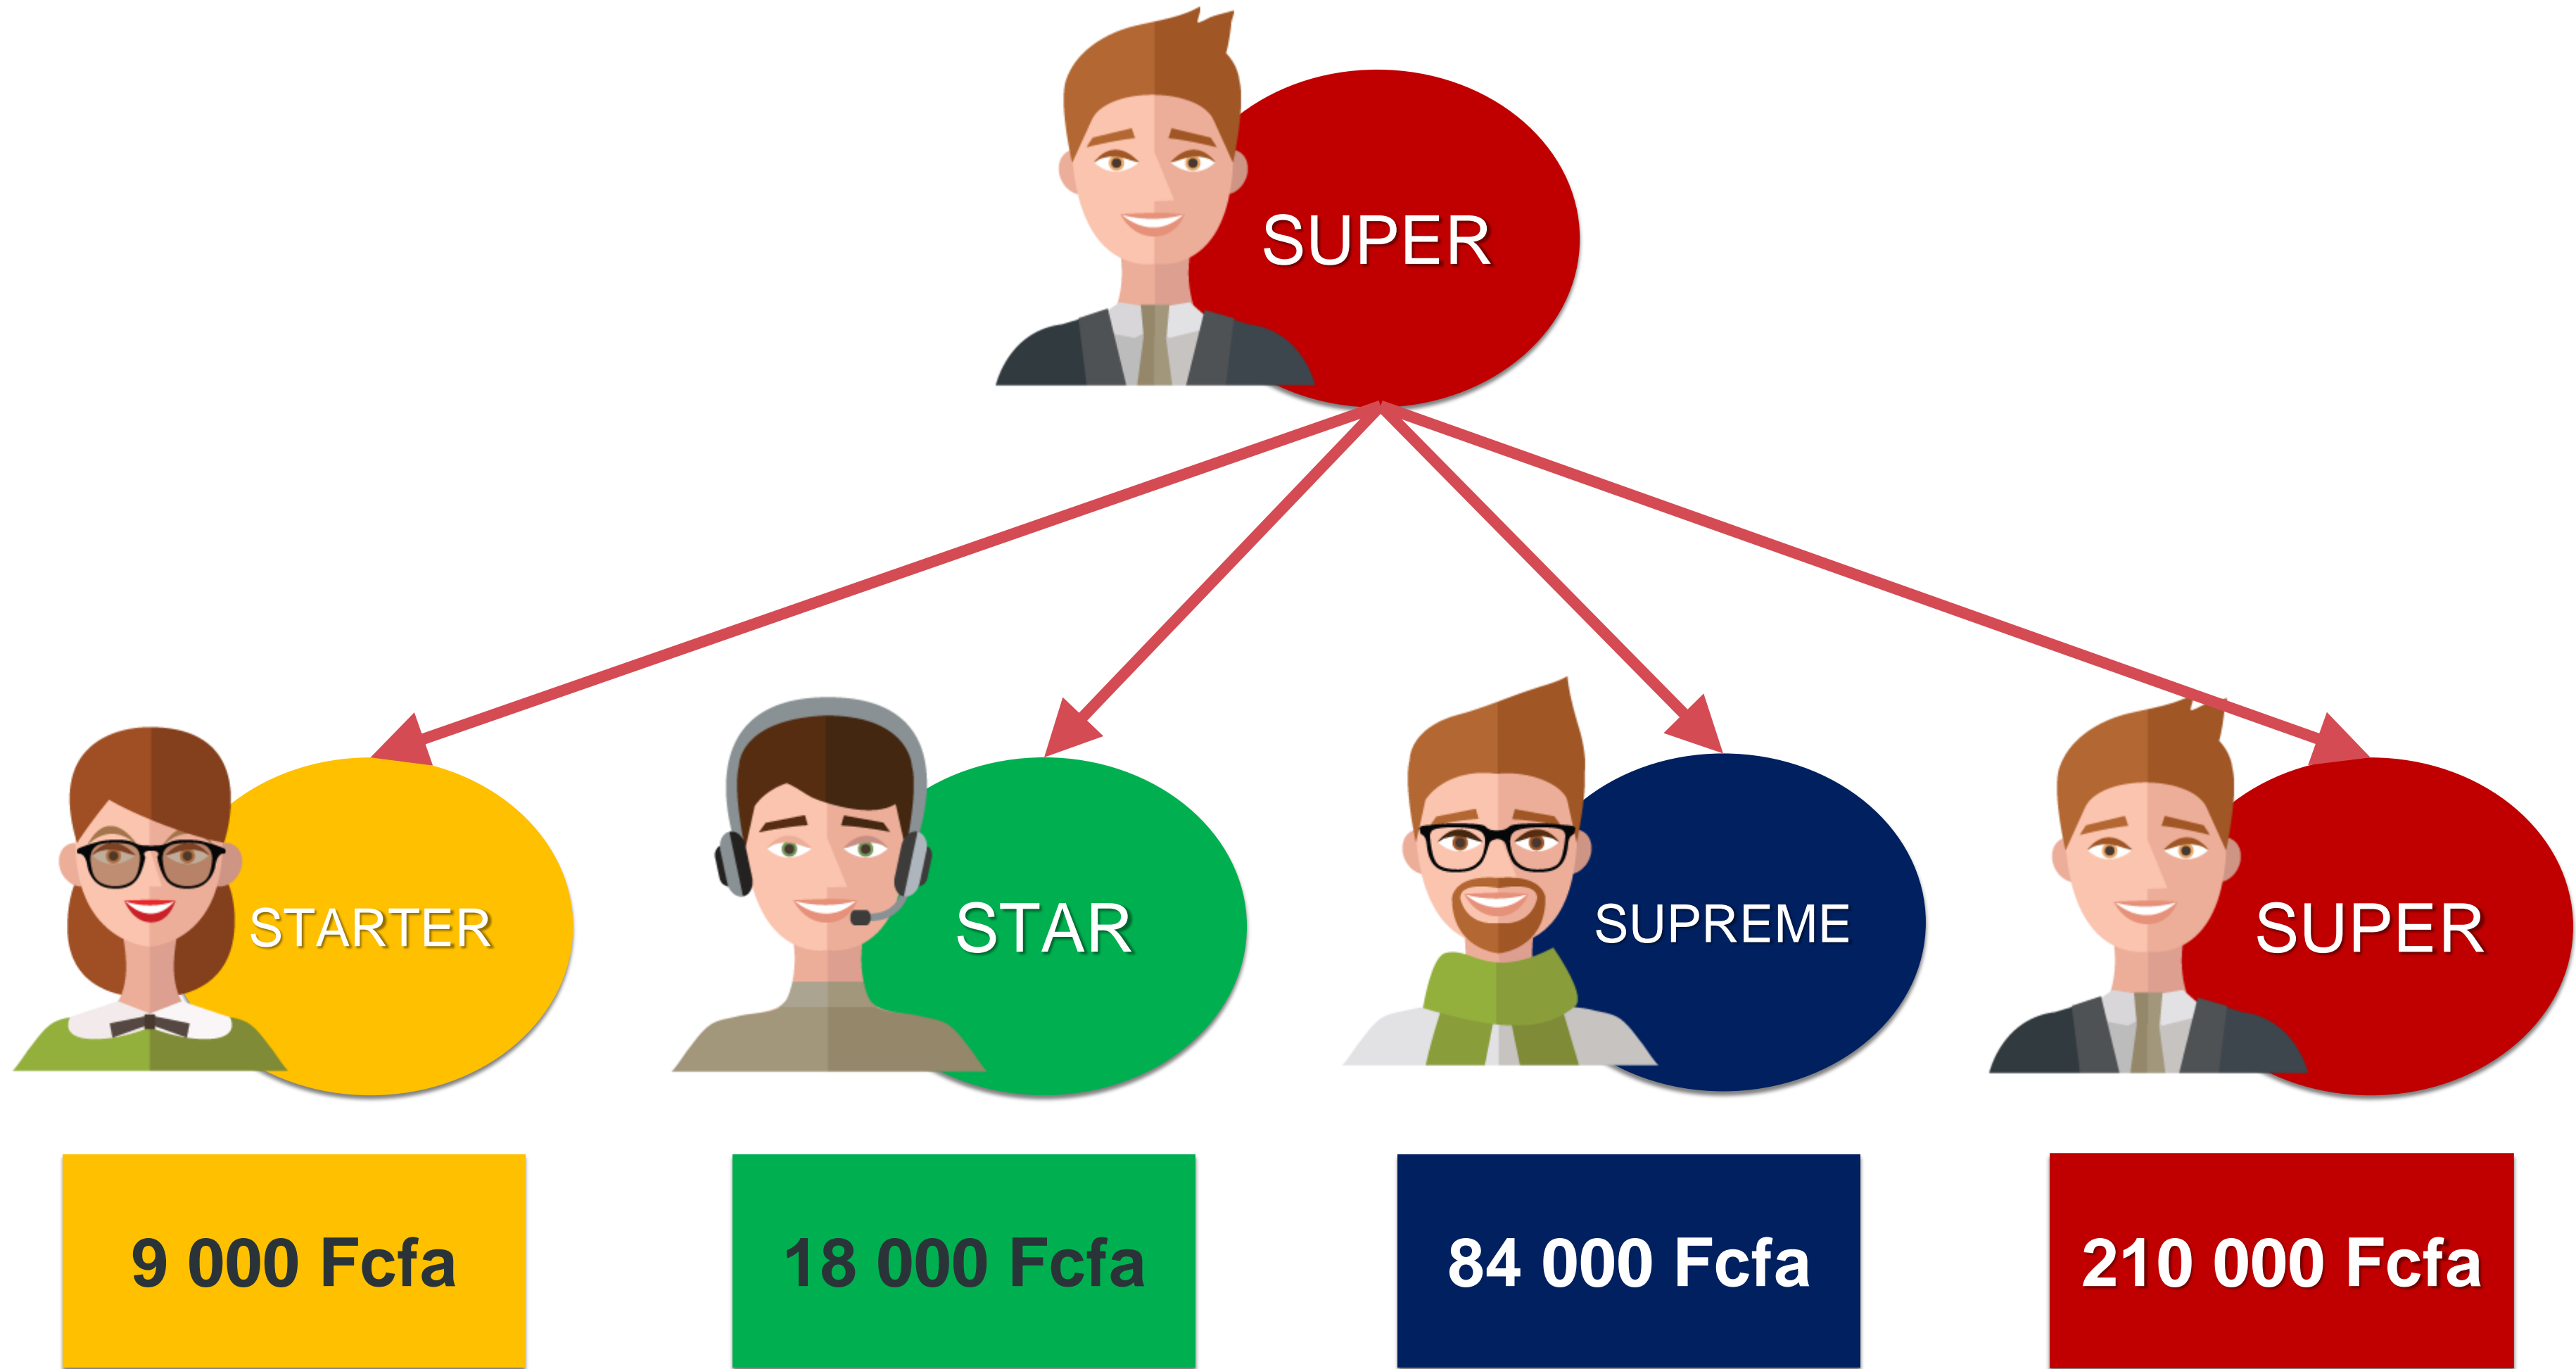 SUPER
STARTER
STAR
SUPREME
SUPER
9 000 Fcfa
18 000 Fcfa
84 000 Fcfa
210 000 Fcfa